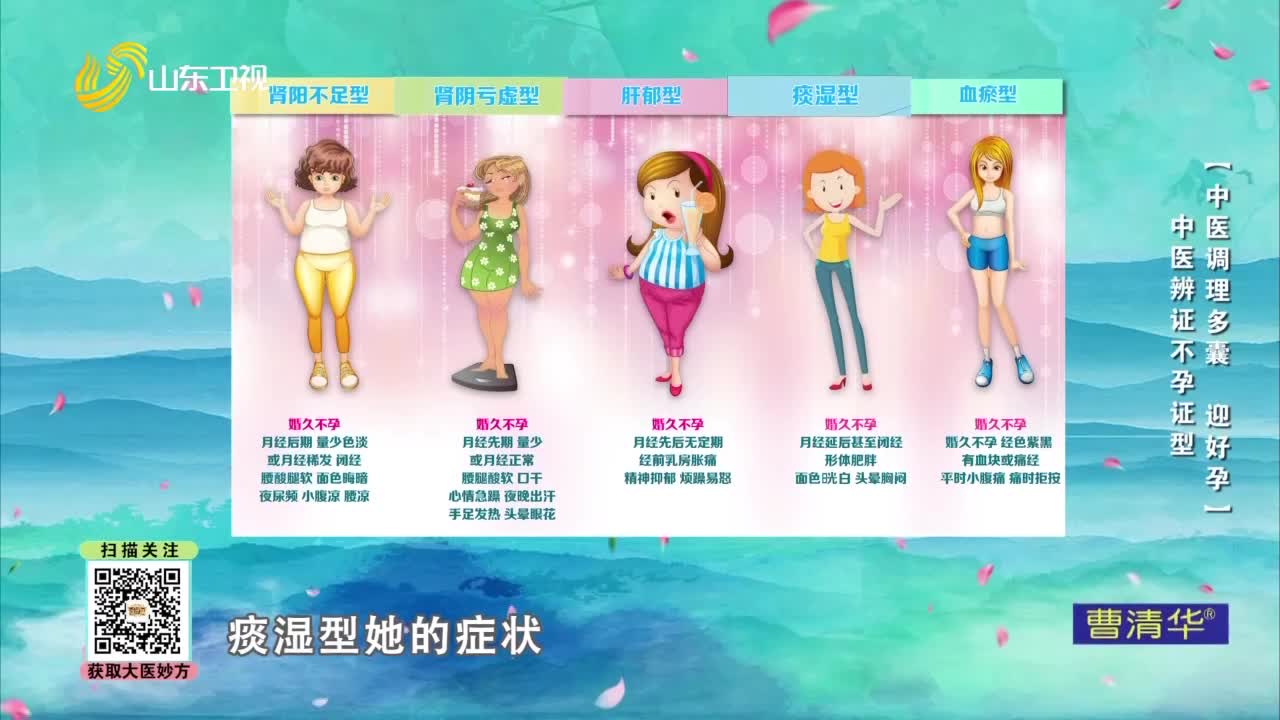 山东卫视
肾阳不足型
肾阴亏虚型
肝郁型
痰湿型
血瘀型
婚久不孕
月经后期 量少色淡
或月经稀发 闭经
腰酸腿软 面色晦暗
夜尿频 小腹凉 腰凉
婚久不孕
月经先期 量少
或月经正常
腰腿酸软 口干
心情急躁 夜晚出汗
手足发热 头晕眼花
婚久不孕
月经先后无定期
经前乳房胀痛
精神抑郁 烦躁易怒
婚久不孕
月经延后甚至闭经
形体肥胖
面色㿠白 头晕胸闷
婚久不孕
婚久不孕 经色紫黑
有血块或痛经
平时小腹痛 痛时拒按
【中医调理多囊 迎好孕】
中医辨证不孕证型
扫描关注
获取大医妙方
痰湿型她的症状
曹清华®